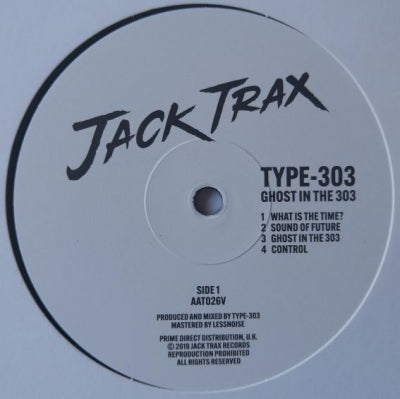 JACK TRAX
TYPE-303
GHOST IN THE 303
1 WHAT IS THE TIME?
2 SOUND OF FUTURE
3 GHOST IN THE 303
4 CONTROL
SIDE 1
AAT026V
PRODUCED AND MIXED BY TYPE-303
MASTERED BY LESSNOISE
PRIME DIRECT DISTRIBUTION, U.K.
© 2019 JACK TRAX RECORDS
REPRODUCTION PROHIBITED
ALL RIGHTS RESERVED